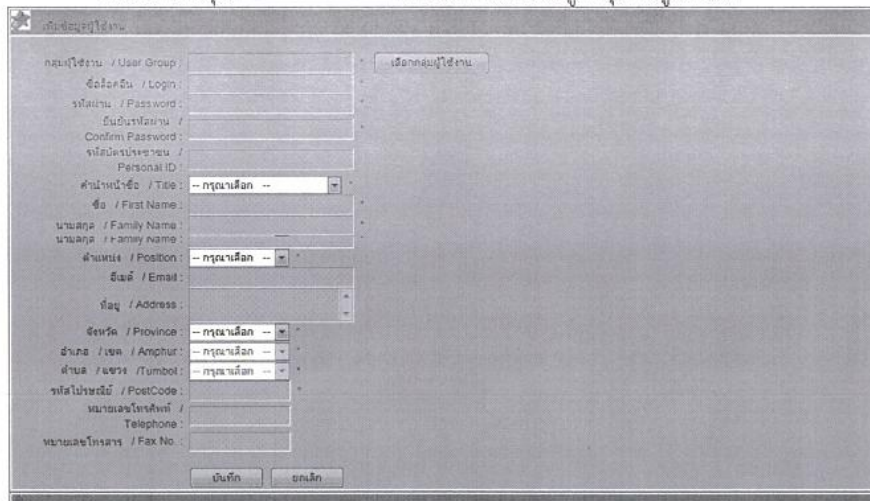 เพิ่มข้อมูลผู้ใช้งาน
กลุ่มผู้ใช้งาน / User Group : * เลือกกลุ่มผู้ใช้งาน
ชื่อล็อคอิน / Login : *
รหัสผ่าน / Password : *
ยืนยันรหัสผ่าน /
Confirm Password : *
รหัสบัตรประชาชน /
Personal ID :
คำนำหน้าชื่อ / Title : -- กรุณาเลือก -- *
ชื่อ / First Name : *
นามสกุล / Family Name : *
นามสกุล / Family Name :
ตำแหน่ง / Position : -- กรุณาเลือก -- *
อีเมล์ / Email :
ที่อยู่ / Address :
จังหวัด / Province : -- กรุณาเลือก -- *
อำเภอ / เขต / Amphur : -- กรุณาเลือก -- *
ตำบล / แขวง /Tumbol : -- กรุณาเลือก -- *
รหัสไปรษณีย์ / PostCode : *
หมายเลขโทรศัพท์ /
Telephone :
หมายเลขโทรสาร / Fax No. :
บันทึก ยกเลิก